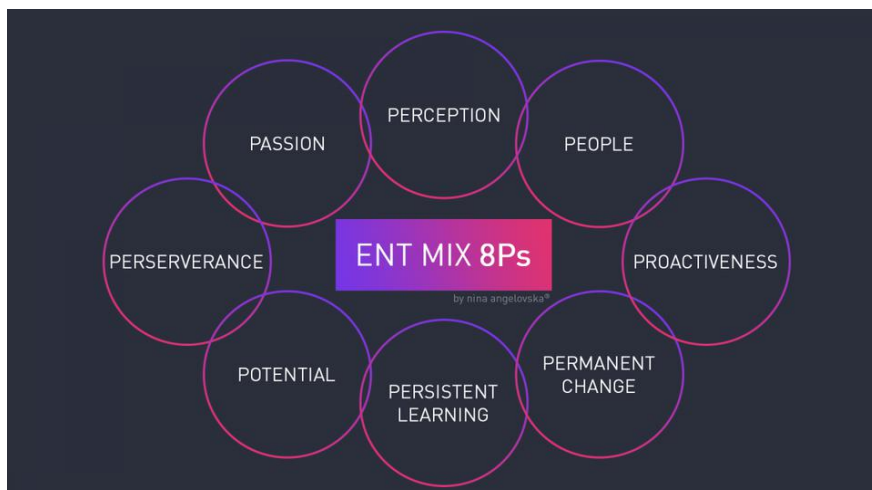 PERCEPTION
PASSION
PEOPLE
PERSERVERANCE
ENT MIX 8Ps
by nina angelovska®
PROACTIVENESS
POTENTIAL
PERSISTENT
LEARNING
PERMANENT
CHANGE